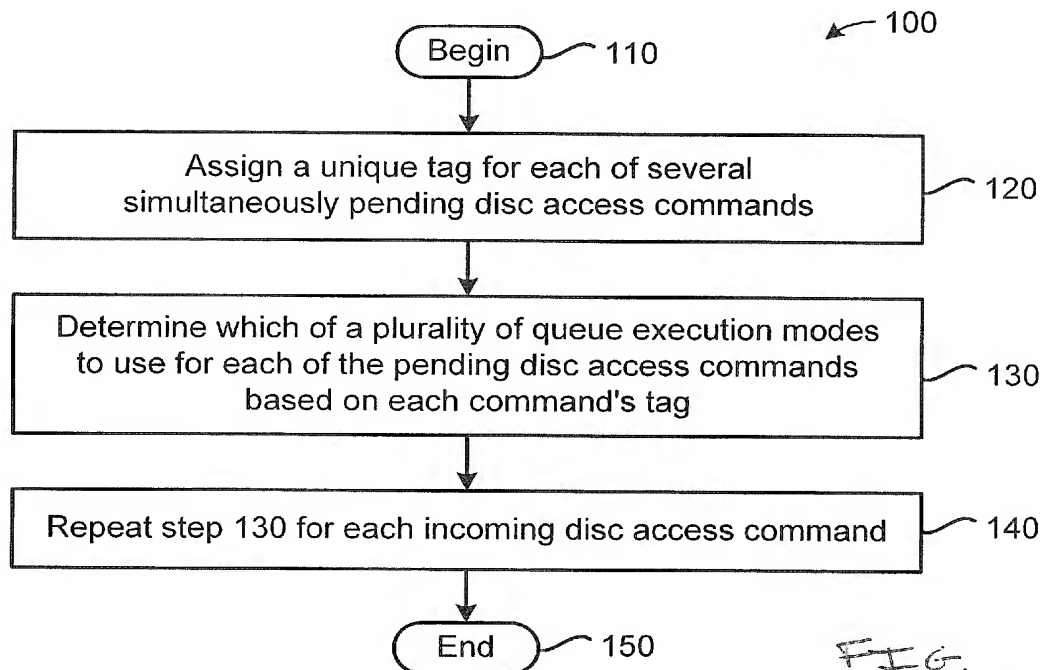 100
Begin 110
Assign a unique tag for each of several
simultaneously pending disc access commands
120
Determine which of a plurality of queue execution modes
to use for each of the pending disc access commands
based on each command's tag
130
Repeat step 130 for each incoming disc access command 140
End 150
FIG.